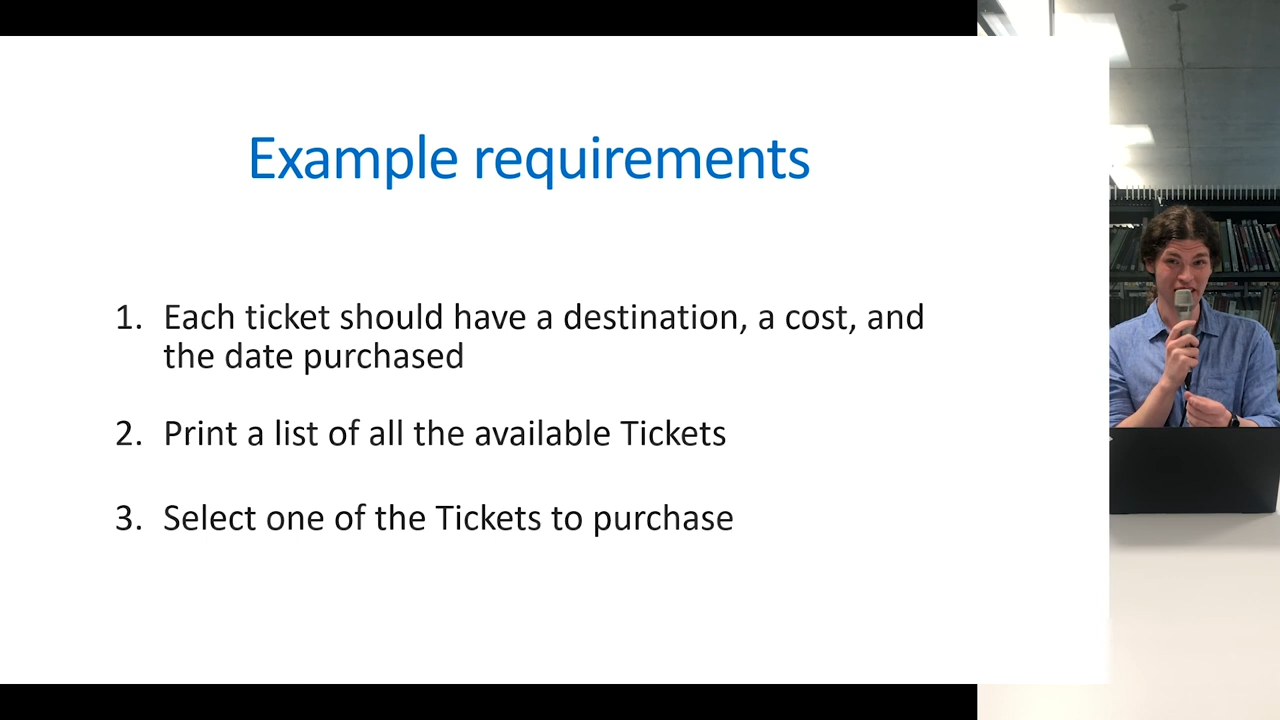 Example requirements
1. Each ticket should have a destination, a cost, and
the date purchased
2. Print a list of all the available Tickets
3. Select one of the Tickets to purchase